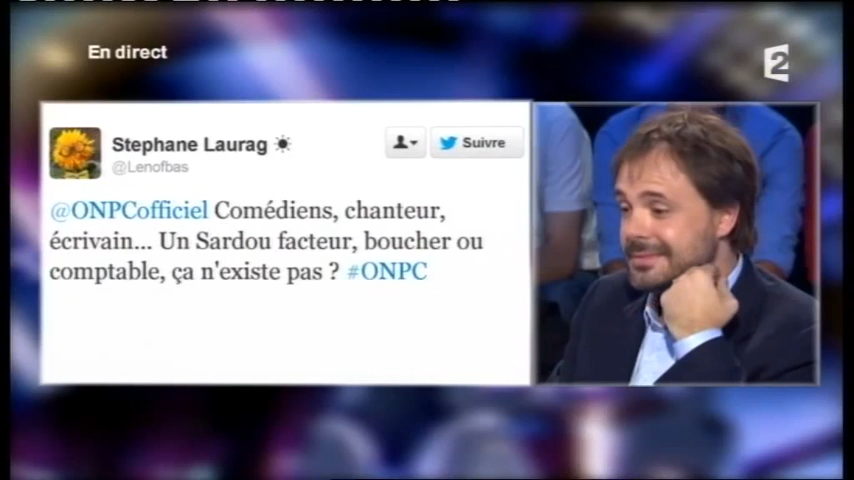 En direct
2
Stephane Laurag ☀
@Lenofbas
Suivre
@ONPCofficiel Comédiens, chanteur,
écrivain... Un Sardou facteur, boucher ou
comptable, ça n'existe pas ? #ONPC